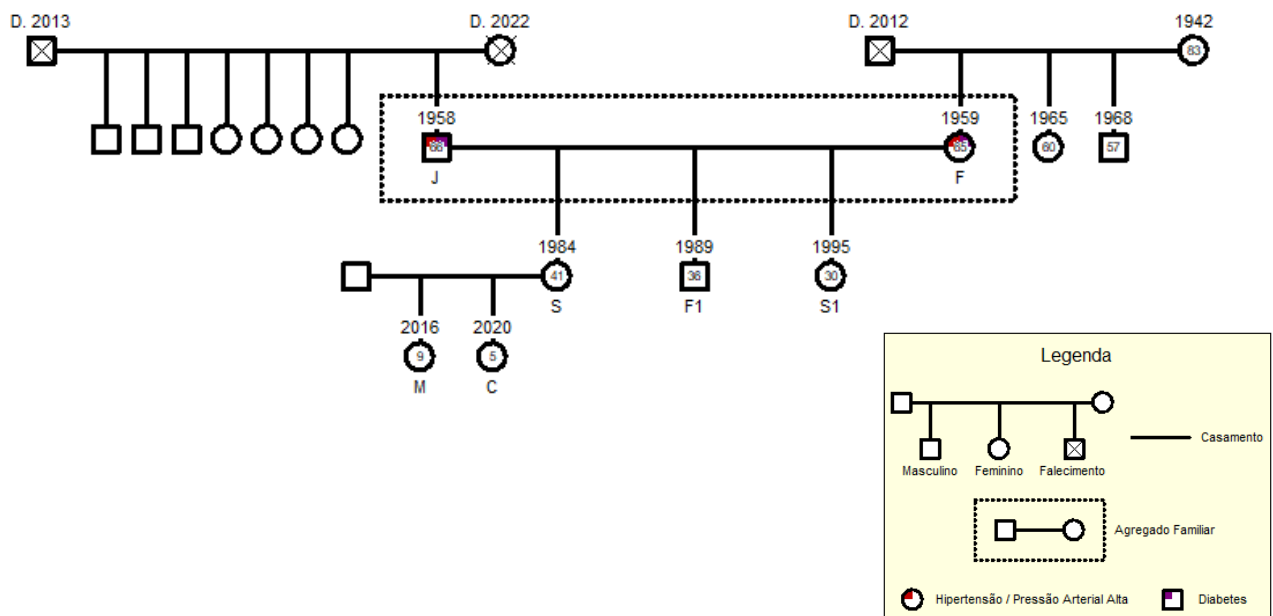 D. 2013
D. 2022
D. 2012
1942
83
1958
1959
1965
1968
66
65
60
57
J
F
1984
1989
1995
41
36
30
S
F1
S1
2016
2020
9
5
M
C
Legenda
Casamento
Masculino
Feminino
Falecimento
Agregado Familiar
Hipertensão / Pressão Arterial Alta
Diabetes